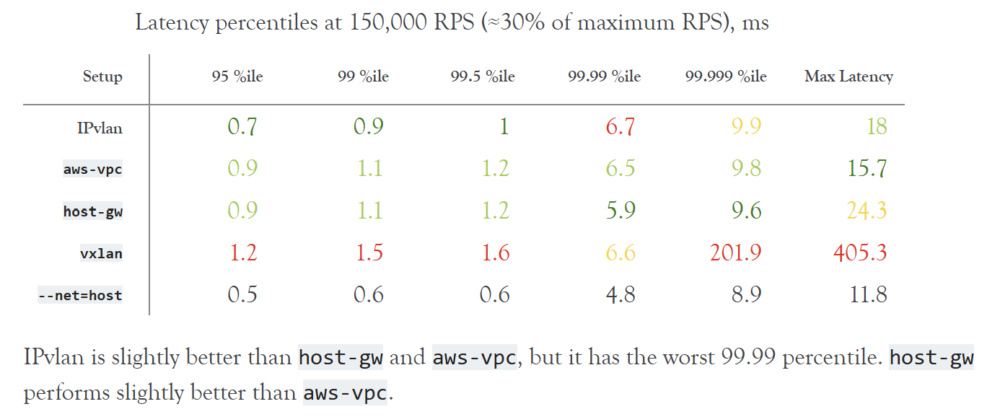 Latency percentiles at 150,000 RPS (≈30% of maximum RPS), ms
Setup 95 %ile 99 %ile 99.5 %ile 99.99 %ile 99.999 %ile Max Latency
IPvlan 0.7 0.9 1 6.7 9.9 18
aws-vpc 0.9 1.1 1.2 6.5 9.8 15.7
host-gw 0.9 1.1 1.2 5.9 9.6 24.3
vxlan 1.2 1.5 1.6 6.6 201.9 405.3
--net=host 0.5 0.6 0.6 4.8 8.9 11.8
IPvlan is slightly better than host-gw and aws-vpc, but it has the worst 99.99 percentile. host-gw
performs slightly better than aws-vpc.